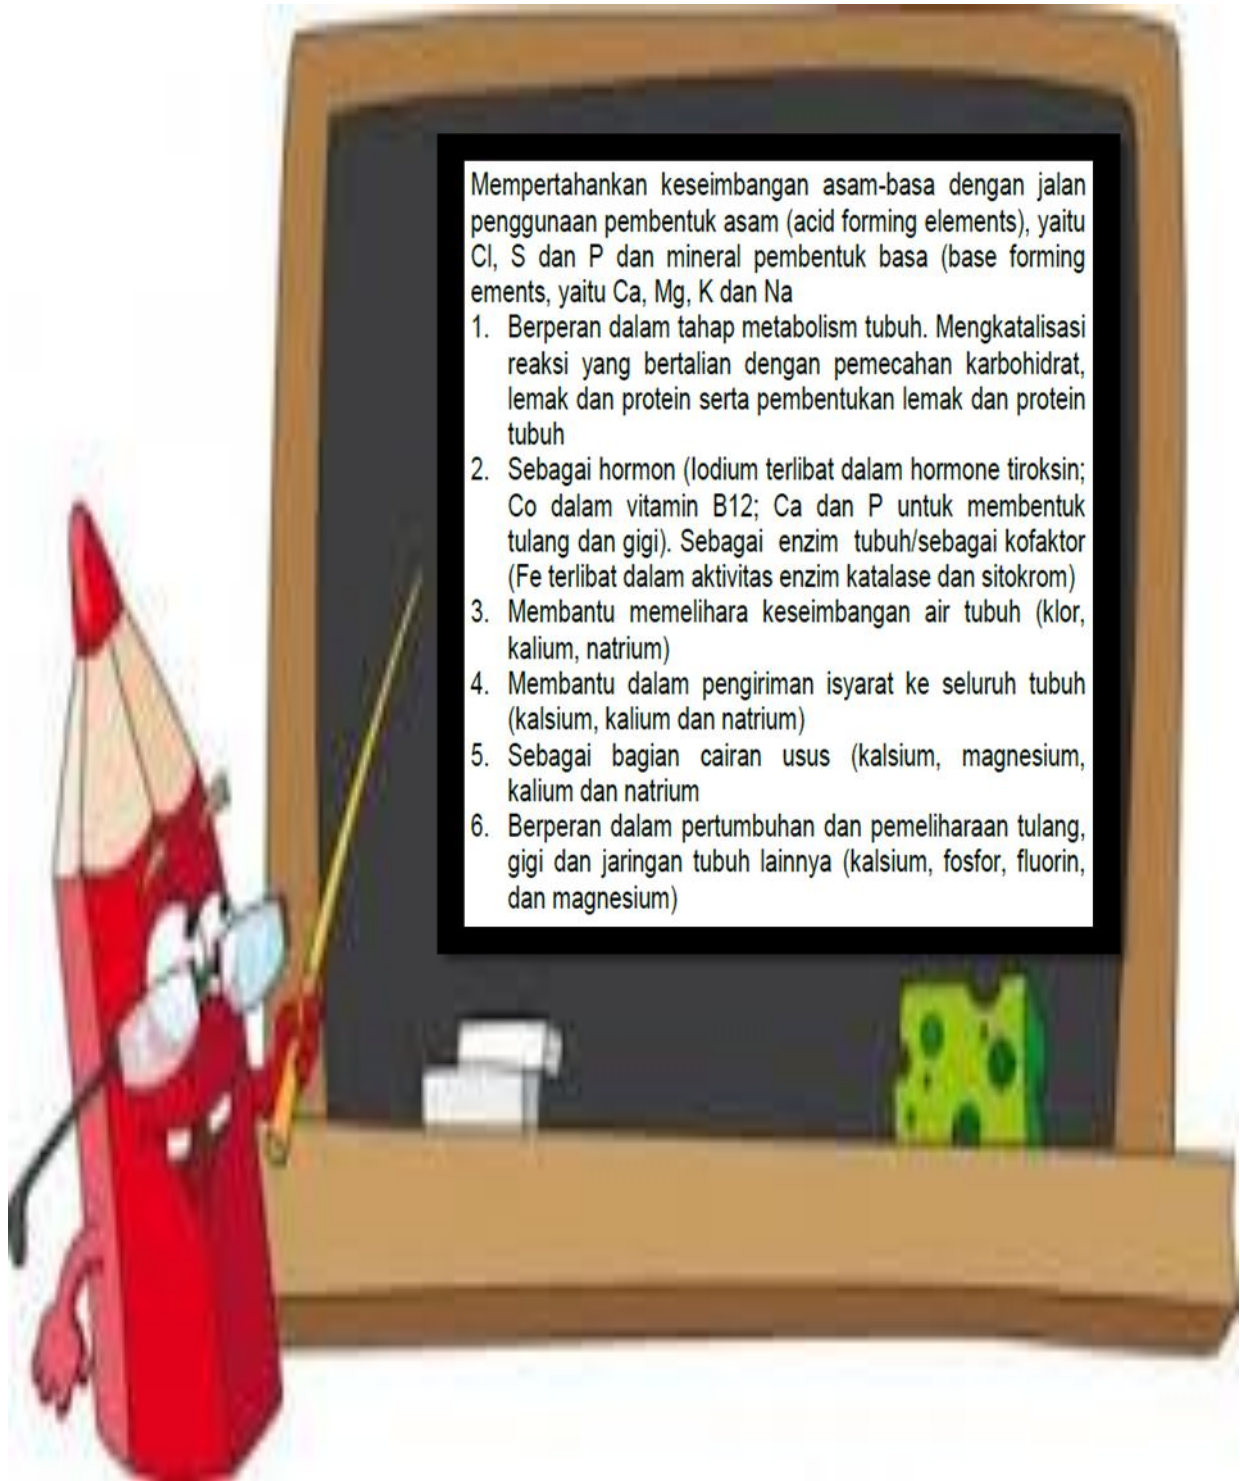 Mempertahankan keseimbangan asam-basa dengan jalan
penggunaan pembentuk asam (acid forming elements), yaitu
Cl, S dan P dan mineral pembentuk basa (base forming
ements, yaitu Ca, Mg, K dan Na
1. Berperan dalam tahap metabolism tubuh. Mengkatalisasi
reaksi yang bertalian dengan pemecahan karbohidrat,
lemak dan protein serta pembentukan lemak dan protein
tubuh
2. Sebagai hormon (Iodium terlibat dalam hormone tiroksin;
Co dalam vitamin B12; Ca dan P untuk membentuk
tulang dan gigi). Sebagai enzim tubuh/sebagai kofaktor
(Fe terlibat dalam aktivitas enzim katalase dan sitokrom)
3. Membantu memelihara keseimbangan air tubuh (klor,
kalium, natrium)
4. Membantu dalam pengiriman isyarat ke seluruh tubuh
(kalsium, kalium dan natrium)
5. Sebagai bagian cairan usus (kalsium, magnesium,
kalium dan natrium
6. Berperan dalam pertumbuhan dan pemeliharaan tulang,
gigi dan jaringan tubuh lainnya (kalsium, fosfor, fluorin,
dan magnesium)